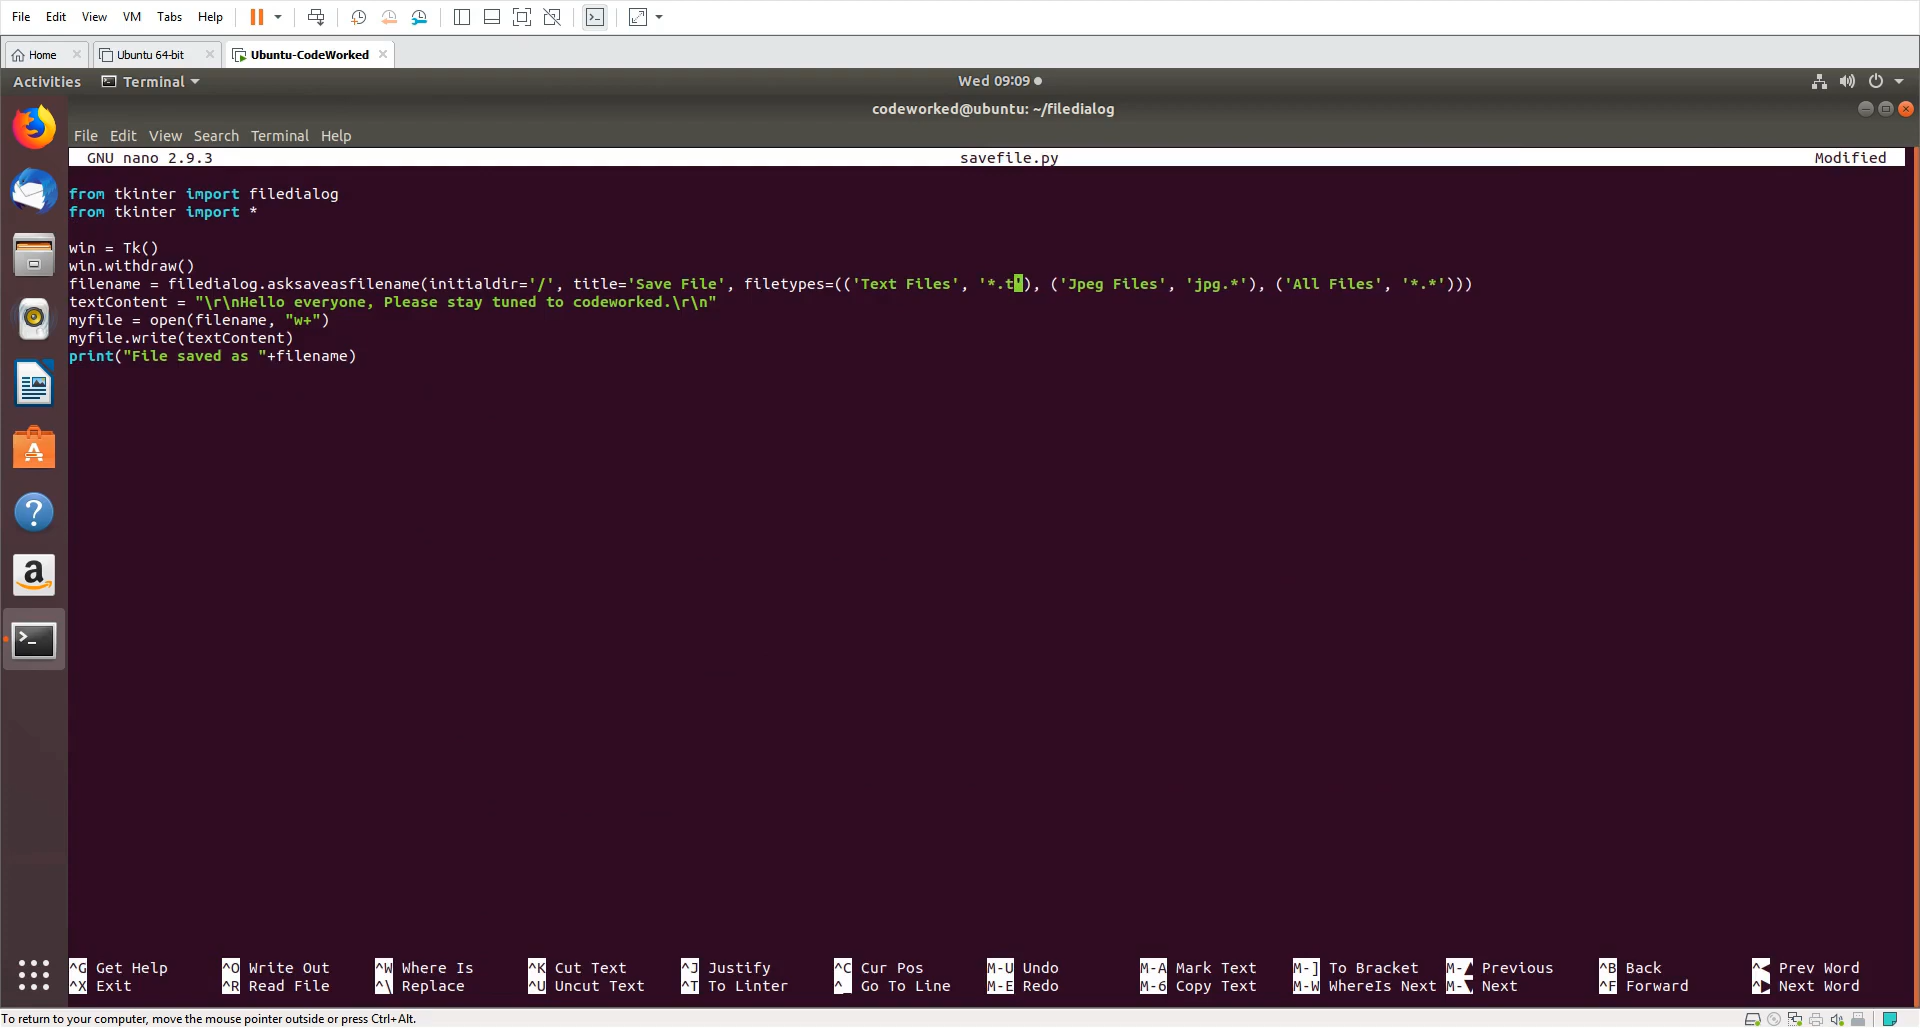 File Edit View VM Tabs Help
Home Ubuntu 64-bit Ubuntu-CodeWorked
Activities Terminal Wed 09:09
codeworked@ubuntu: ~/filedialog
File Edit View Search Terminal Help
GNU nano 2.9.3 savefile.py Modified
from tkinter import filedialog
from tkinter import *
win = Tk()
win.withdraw()
filename = filedialog.asksaveasfilename(initialdir='/', title='Save File', filetypes=(('Text Files', '*.t'), ('Jpeg Files', 'jpg.*'), ('All Files', '*.*')))
textContent = "\r\nHello everyone, Please stay tuned to codeworked.\r\n"
myfile = open(filename, "w+")
myfile.write(textContent)
print("File saved as "+filename)
^G Get Help ^O Write Out ^W Where Is ^K Cut Text ^J Justify ^C Cur Pos M-U Undo M-A Mark Text M-] To Bracket M-▲ Previous ^B Back ^◀ Prev Word
^X Exit ^R Read File ^\ Replace ^U Uncut Text ^T To Linter ^_ Go To Line M-E Redo M-6 Copy Text M-W WhereIs Next M-▼ Next ^F Forward ^▶ Next Word
To return to your computer, move the mouse pointer outside or press Ctrl+Alt.